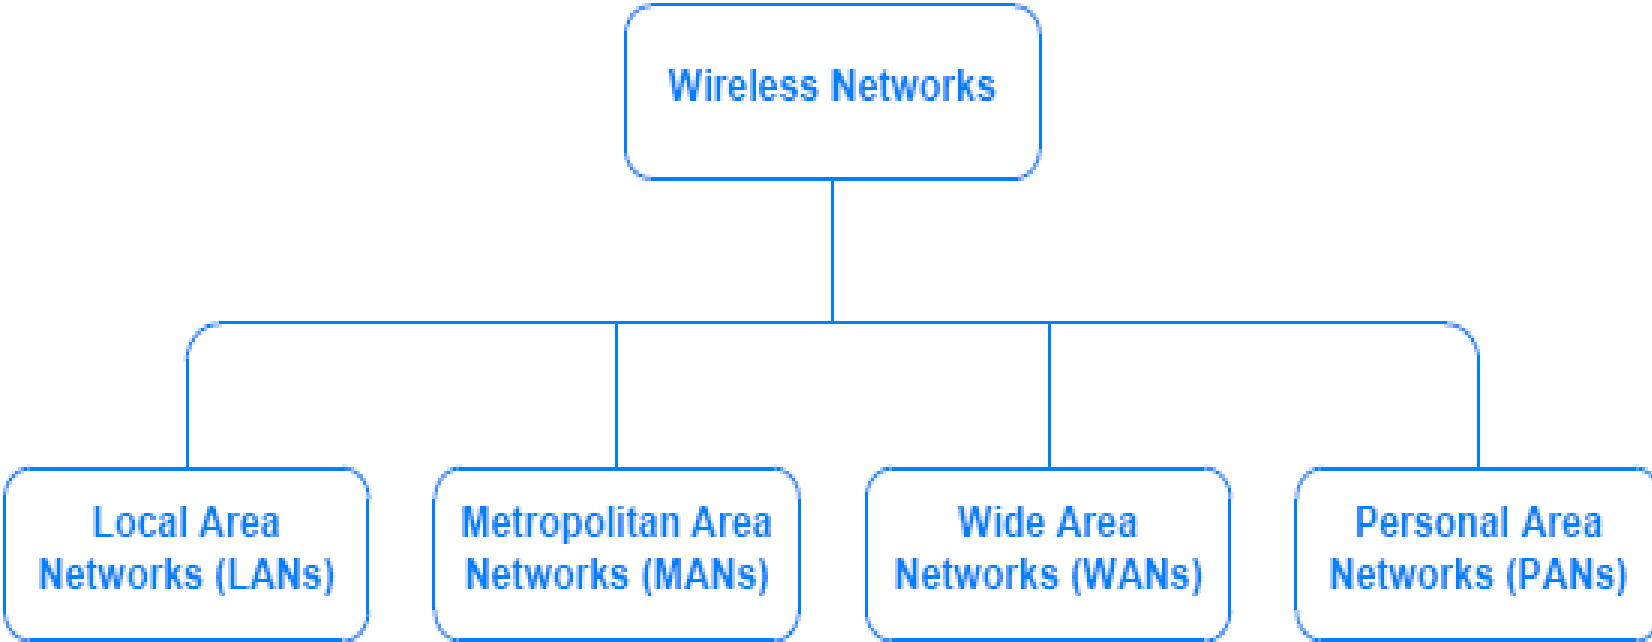 Wireless Networks
Local Area
Networks (LANs)
Metropolitan Area
Networks (MANs)
Wide Area
Networks (WANs)
Personal Area
Networks (PANs)